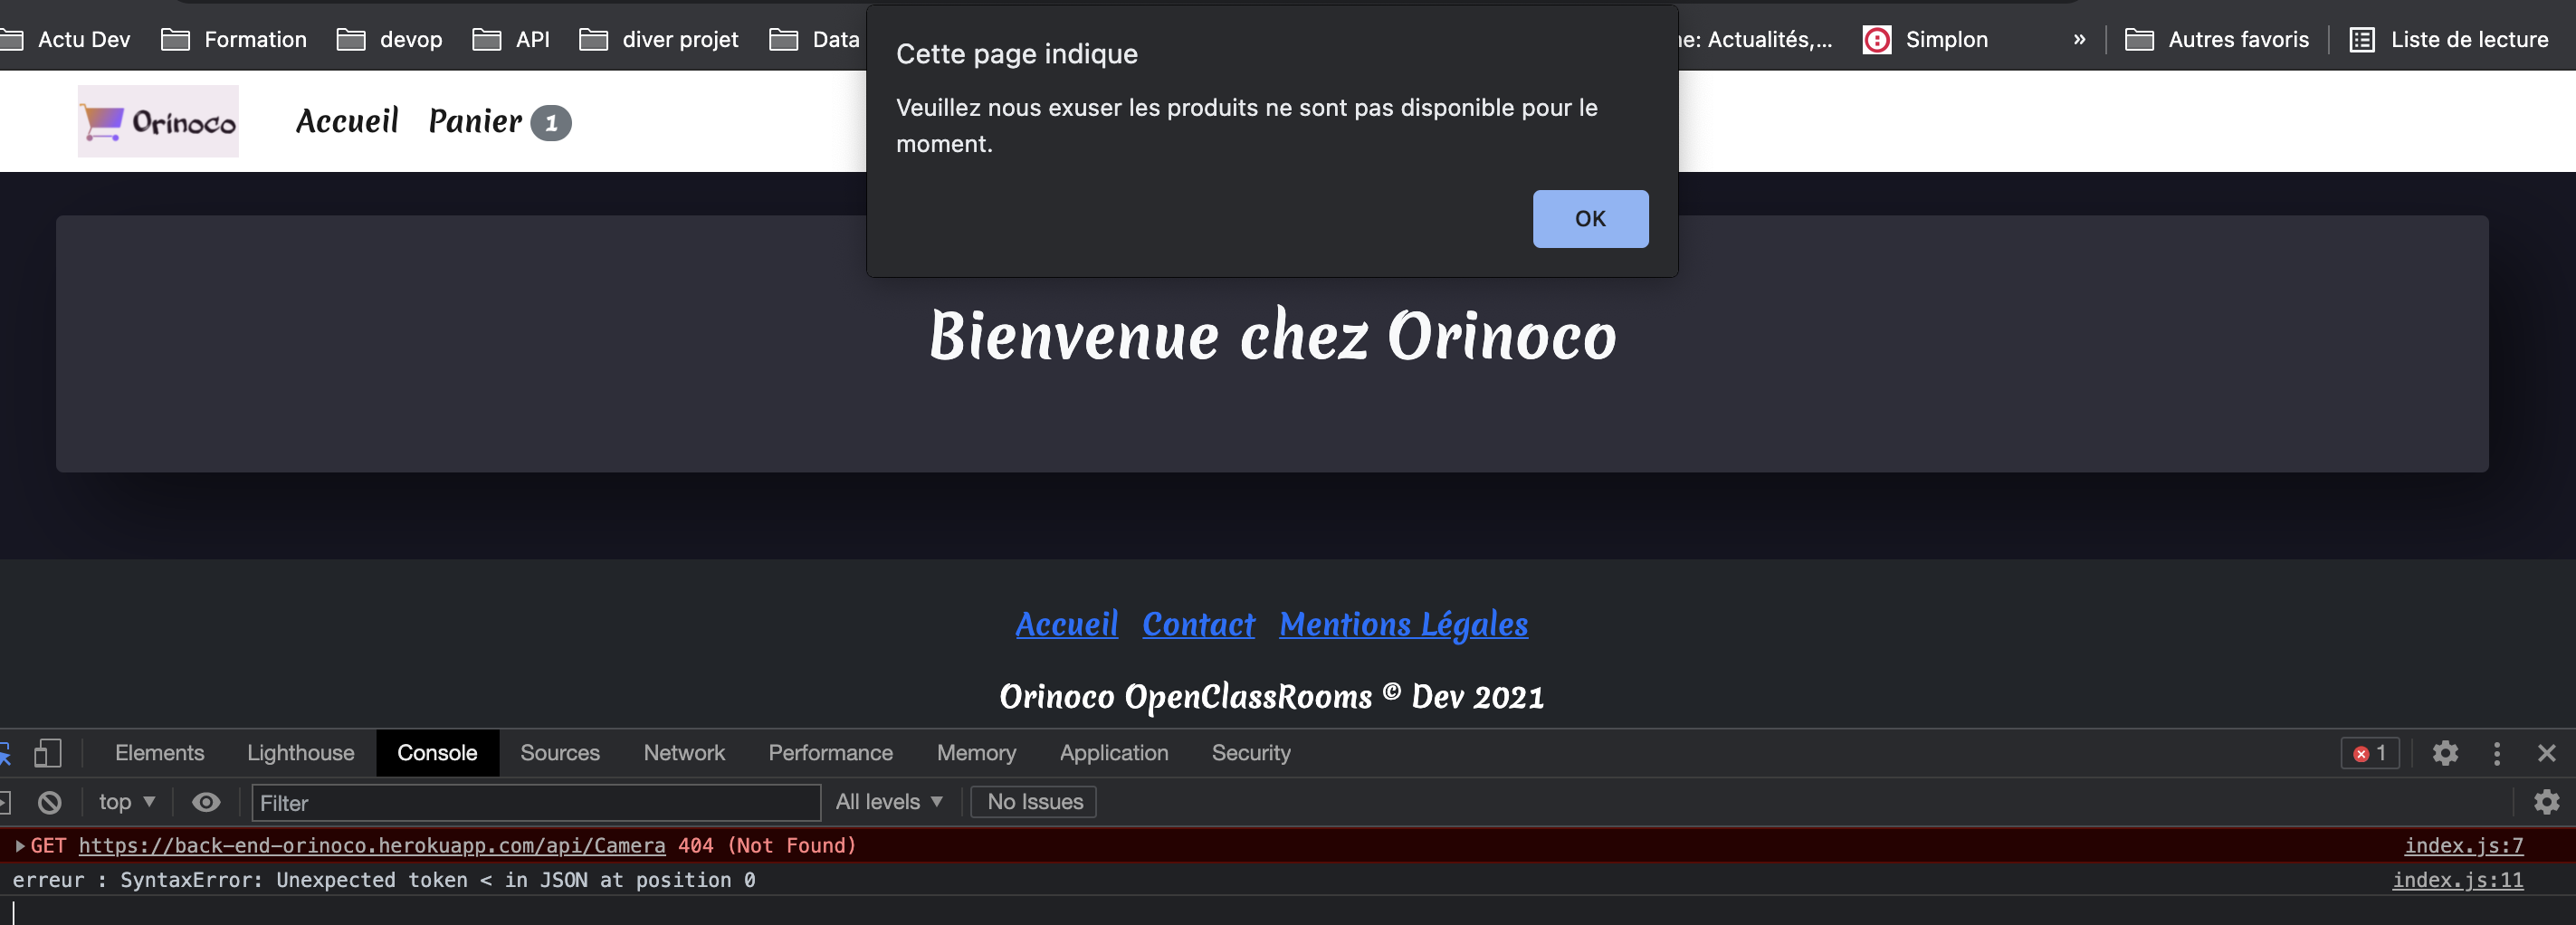 Actu Dev Formation devop API diver projet Data ne: Actualités,... Simplon » Autres favoris Liste de lecture
Cette page indique
Veuillez nous exuser les produits ne sont pas disponible pour le
moment.
OK
Orinoco Accueil Panier 1
Bienvenue chez Orinoco
Accueil Contact Mentions Légales
Orinoco OpenClassRooms © Dev 2021
Elements Lighthouse Console Sources Network Performance Memory Application Security 1
top Filter All levels No Issues
GET https://back-end-orinoco.herokuapp.com/api/Camera 404 (Not Found) index.js:7
erreur : SyntaxError: Unexpected token < in JSON at position 0 index.js:11